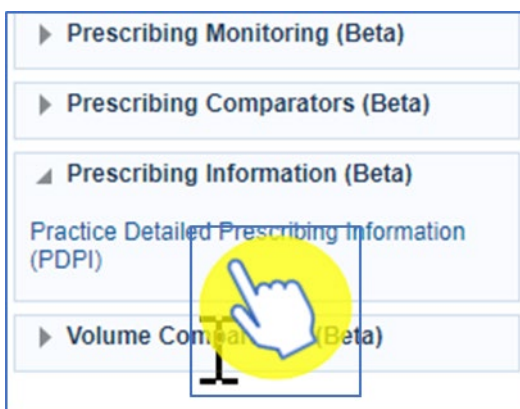 Prescribing Monitoring (Beta)
Prescribing Comparators (Beta)
Prescribing Information (Beta)
Practice Detailed Prescribing Information
(PDPI)
Volume (Beta)